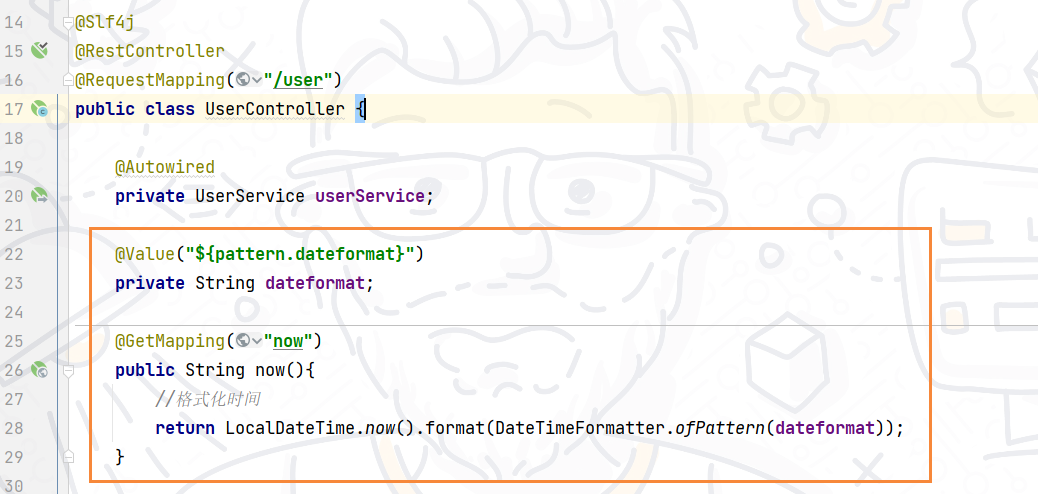 14 @Slf4j
15 @RestController
16 @RequestMapping("/user")
17 public class UserController {
18
19 @Autowired
20 private UserService userService;
21
22 @Value("${pattern.dateformat}")
23 private String dateformat;
24
25 @GetMapping("now")
26 public String now(){
27 //格式化时间
28 return LocalDateTime.now().format(DateTimeFormatter.ofPattern(dateformat));
29 }
30